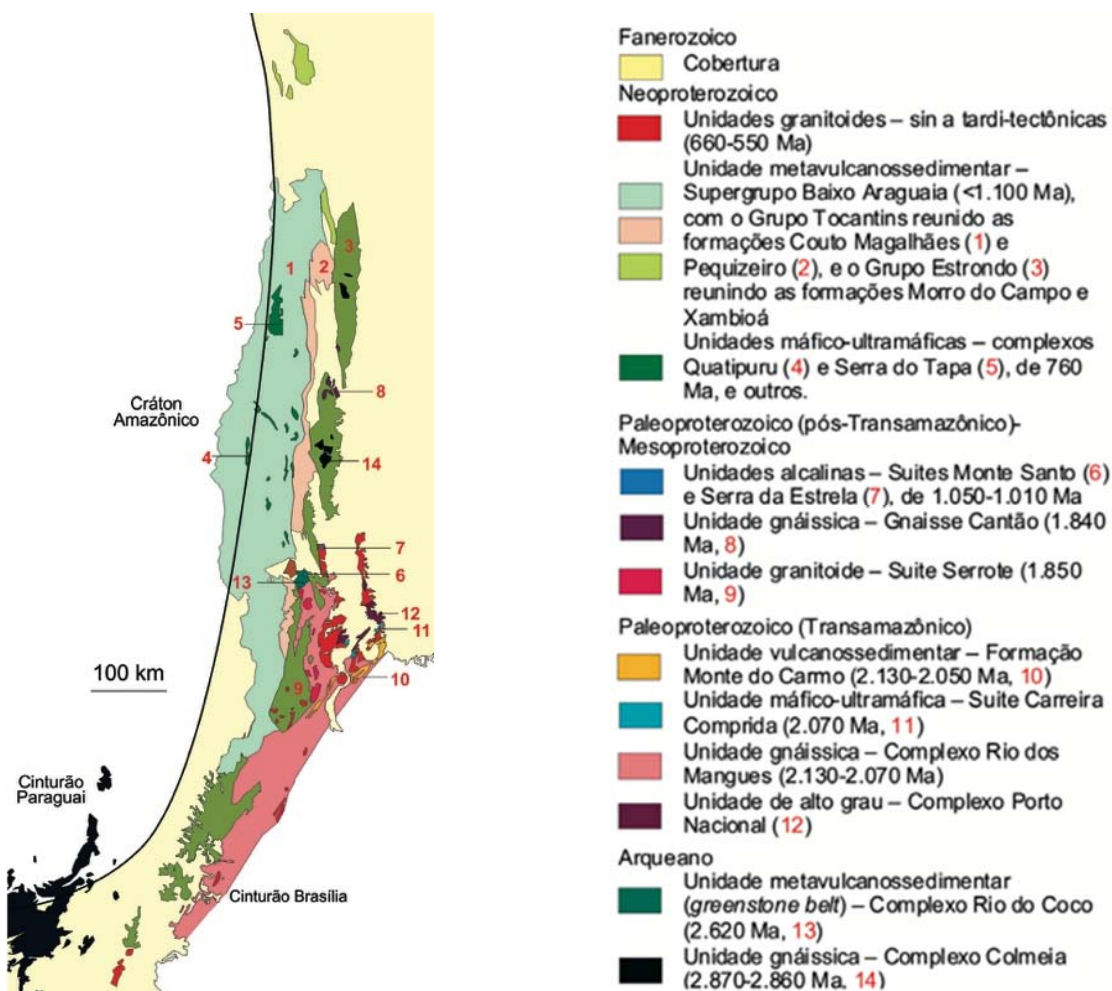 3
1
2
5
8
Cráton
Amazônico
4
14
7
13
6
12
11
100 km
9
10
Cinturão
Paraguai
Cinturão Brasília
Fanerozoico
Cobertura
Neoproterozoico
Unidades granitoides – sin a tardi-tectônicas
(660-550 Ma)
Unidade metavulcanossedimentar –
Supergrupo Baixo Araguaia (<1.100 Ma),
com o Grupo Tocantins reunido as
formações Couto Magalhães (1) e
Pequizeiro (2), e o Grupo Estrondo (3)
reunindo as formações Morro do Campo e
Xambioá
Unidades máfico-ultramáficas – complexos
Quatipuru (4) e Serra do Tapa (5), de 760
Ma, e outros.
Paleoproterozoico (pós-Transamazônico)-
Mesoproterozoico
Unidades alcalinas – Suites Monte Santo (6)
e Serra da Estrela (7), de 1.050-1.010 Ma
Unidade gnáissica – Gnaisse Cantão (1.840
Ma, 8)
Unidade granitoide – Suite Serrote (1.850
Ma, 9)
Paleoproterozoico (Transamazônico)
Unidade vulcanossedimentar – Formação
Monte do Carmo (2.130-2.050 Ma, 10)
Unidade máfico-ultramáfica – Suite Carreira
Comprida (2.070 Ma, 11)
Unidade gnáissica – Complexo Rio dos
Mangues (2.130-2.070 Ma)
Unidade de alto grau – Complexo Porto
Nacional (12)
Arqueano
Unidade metavulcanossedimentar
(greenstone belt) – Complexo Rio do Coco
(2.620 Ma, 13)
Unidade gnáissica – Complexo Colmeia
(2.870-2.860 Ma, 14)